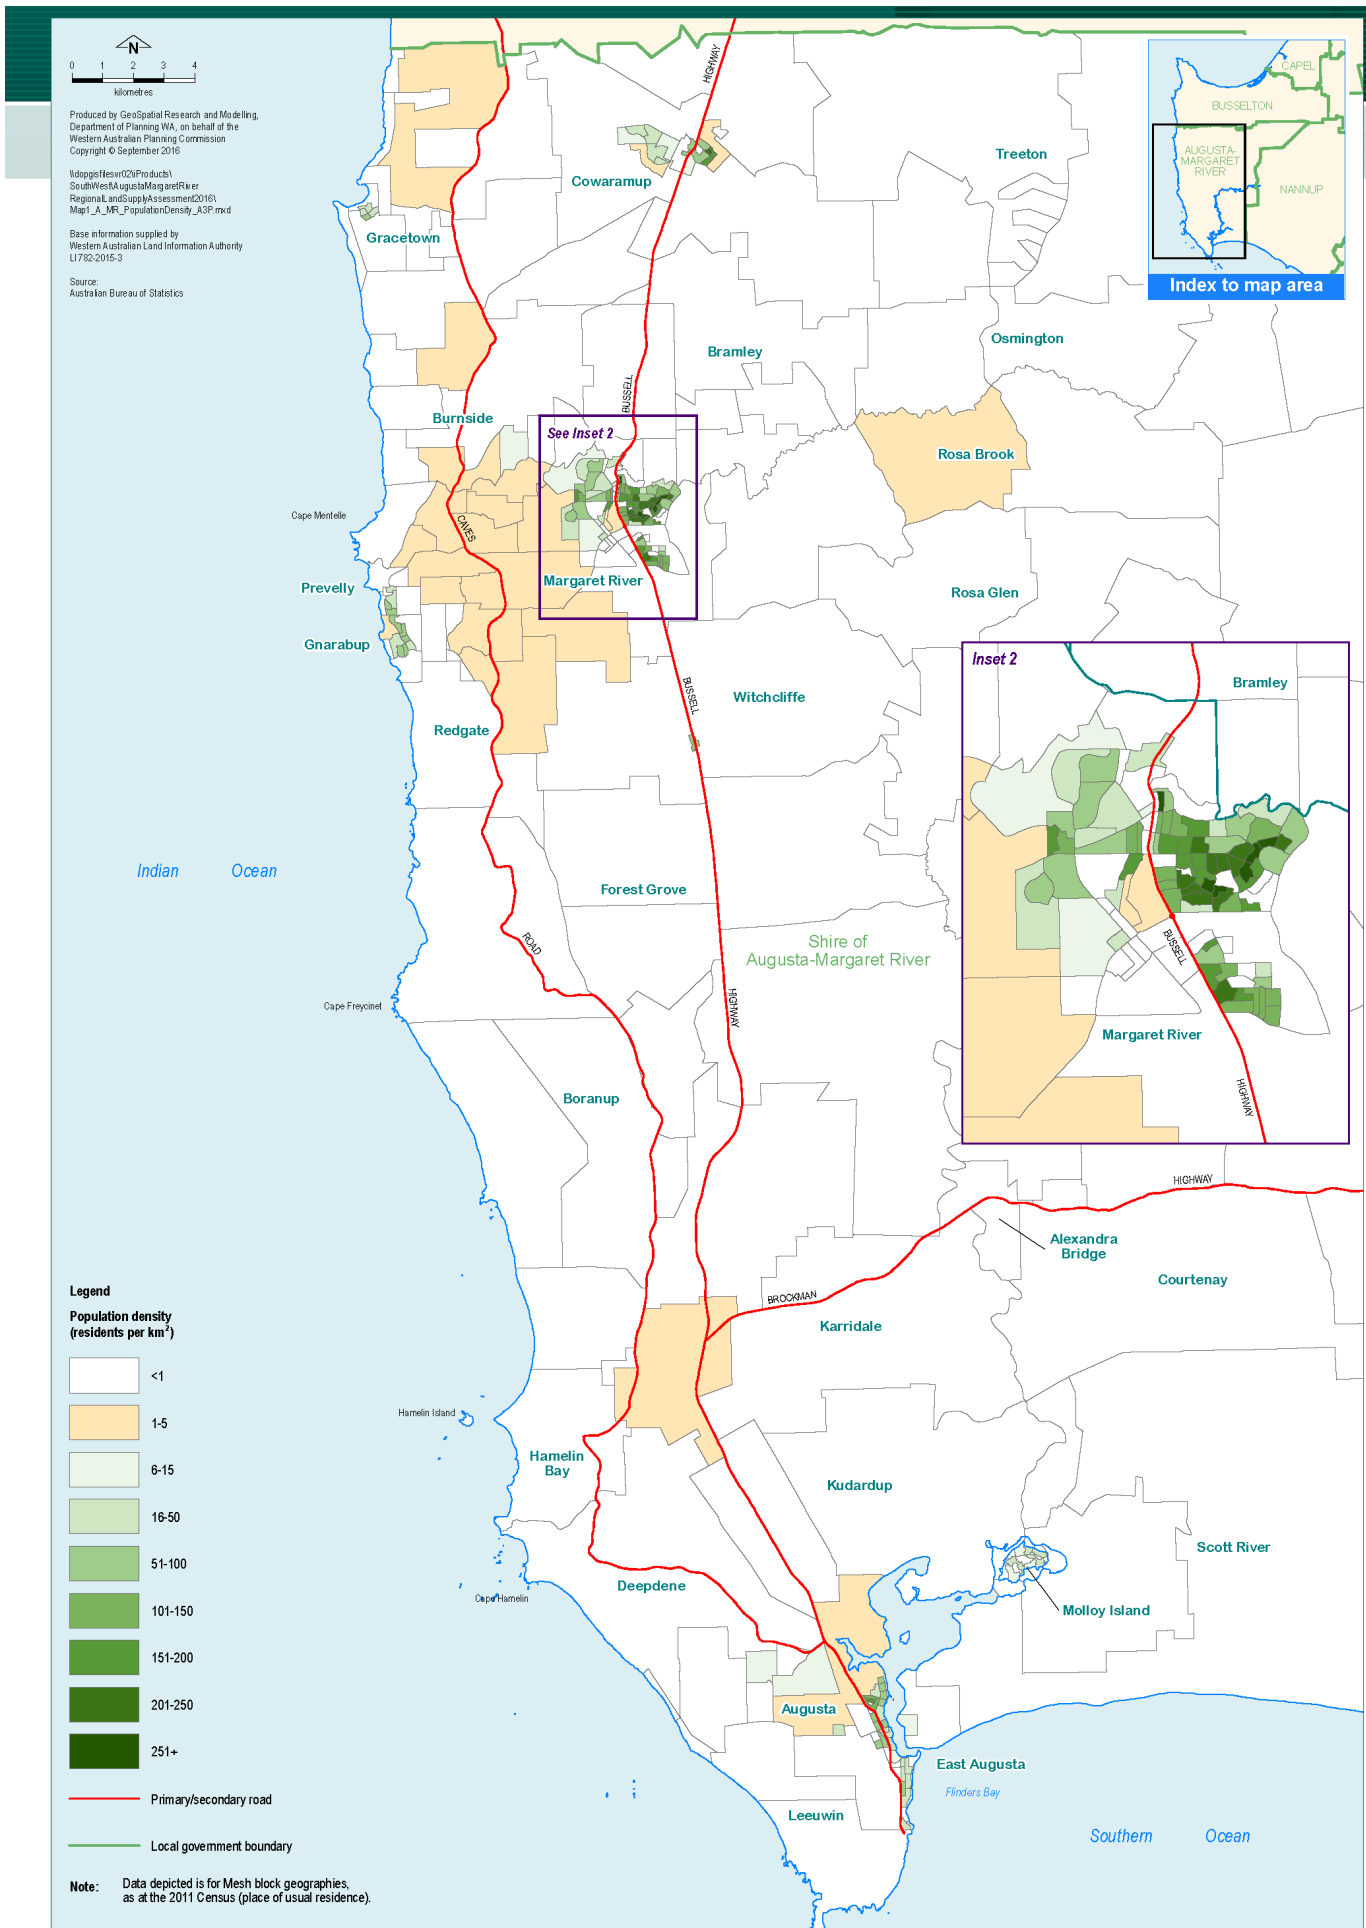 N
0 1 2 3 4
kilometres
Produced by GeoSpatial Research and Modelling,
Department of Planning WA, on behalf of the
Western Australian Planning Commission
Copyright © September 2016
\\dopgisfilesvr02\iProducts\
SouthWest\AugustaMargaretRiver
RegionalLandSupplyAssessment2016\
Map1_A_MR_PopulationDensity_A3P.mxd
Base information supplied by
Western Australian Land Information Authority
LI 782-2015-3
Source:
Australian Bureau of Statistics
CAPEL
BUSSELTON
AUGUSTA-
MARGARET
RIVER
NANNUP
Index to map area
HIGHWAY
Treeton
Cowaramup
Gracetown
Osmington
Bramley
BUSSELL
Burnside
See Inset 2
Rosa Brook
Cape Mentelle
CAVES
Margaret River
Prevelly
Rosa Glen
Gnarabup
Inset 2
Bramley
BUSSELL
Witchcliffe
Redgate
Indian Ocean
Forest Grove
Shire of
Augusta-Margaret River
ROAD
BUSSELL
Cape Freycinet
HIGHWAY
Margaret River
HIGHWAY
Boranup
HIGHWAY
Alexandra
Bridge
Courtenay
BROCKMAN
Karridale
Hamelin Island
Hamelin
Bay
Kudardup
Scott River
Deepdene
Cape Hamelin
Molloy Island
Augusta
East Augusta
Flinders Bay
Leeuwin
Southern Ocean
Legend
Population density
(residents per km²)
<1
1-5
6-15
16-50
51-100
101-150
151-200
201-250
251+
Primary/secondary road
Local government boundary
Note: Data depicted is for Mesh block geographies,
as at the 2011 Census (place of usual residence).